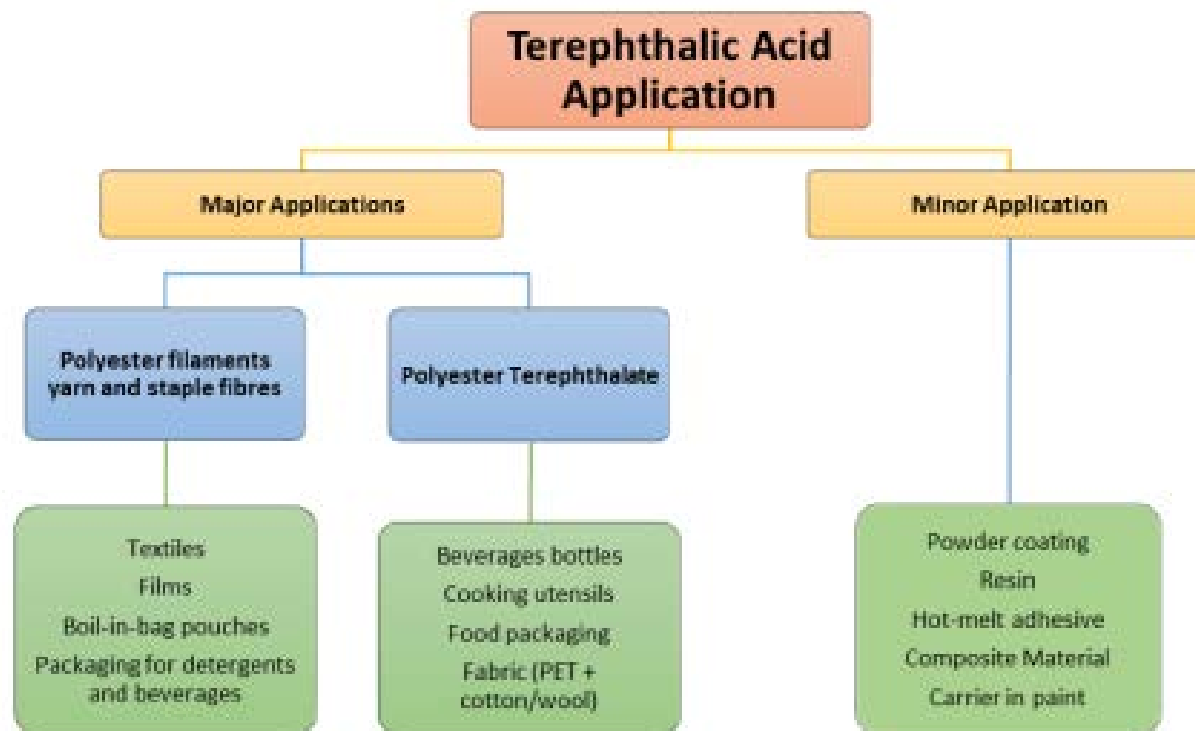 Terephthalic Acid
Application
Major Applications
Minor Application
Polyester filaments
yarn and staple fibres
Polyester Terephthalate
Textiles
Films
Boil-in-bag pouches
Packaging for detergents
and beverages
Beverages bottles
Cooking utensils
Food packaging
Fabric (PET +
cotton/wool)
Powder coating
Resin
Hot-melt adhesive
Composite Material
Carrier in paint